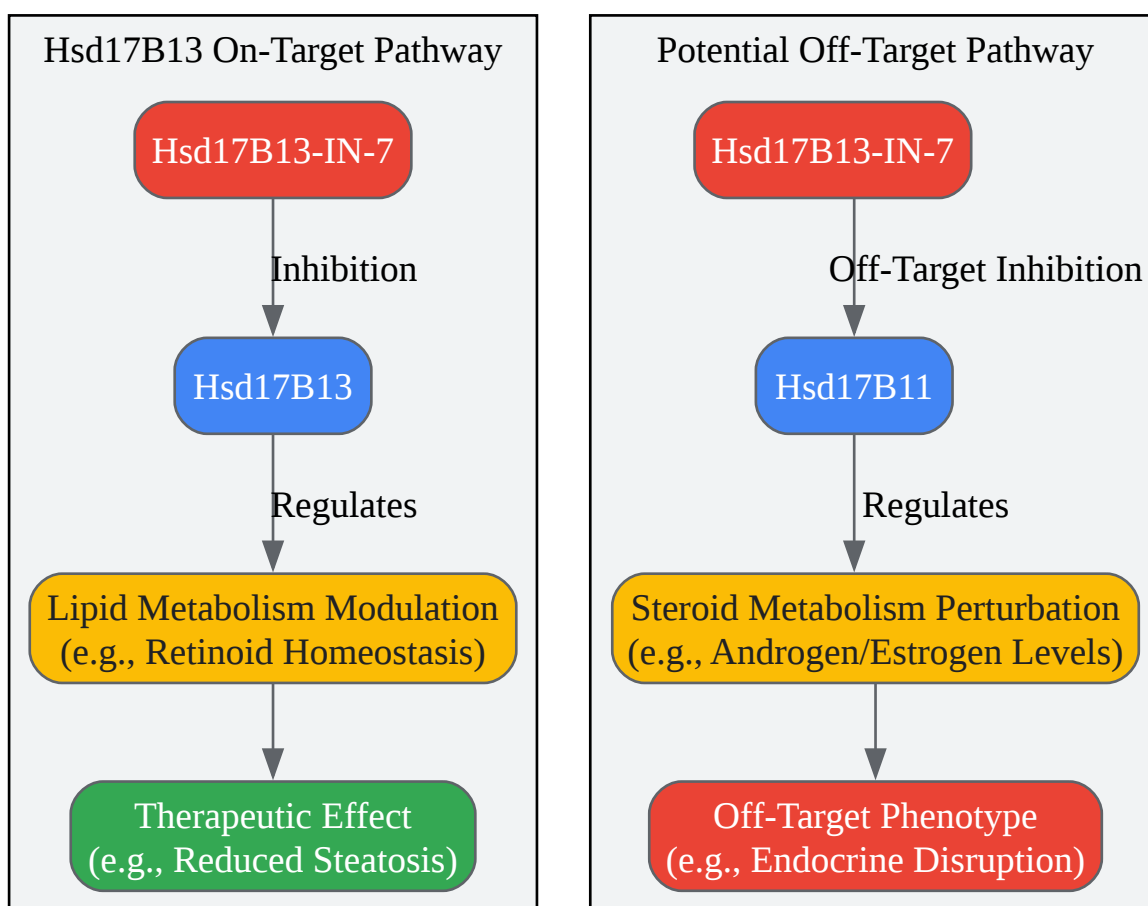 Hsd17B13 On-Target Pathway
Hsd17B13-IN-7
Inhibition
Hsd17B13
Regulates
Lipid Metabolism Modulation
(e.g., Retinoid Homeostasis)
Therapeutic Effect
(e.g., Reduced Steatosis)
Potential Off-Target Pathway
Hsd17B13-IN-7
Off-Target Inhibition
Hsd17B11
Regulates
Steroid Metabolism Perturbation
(e.g., Androgen/Estrogen Levels)
Off-Target Phenotype
(e.g., Endocrine Disruption)